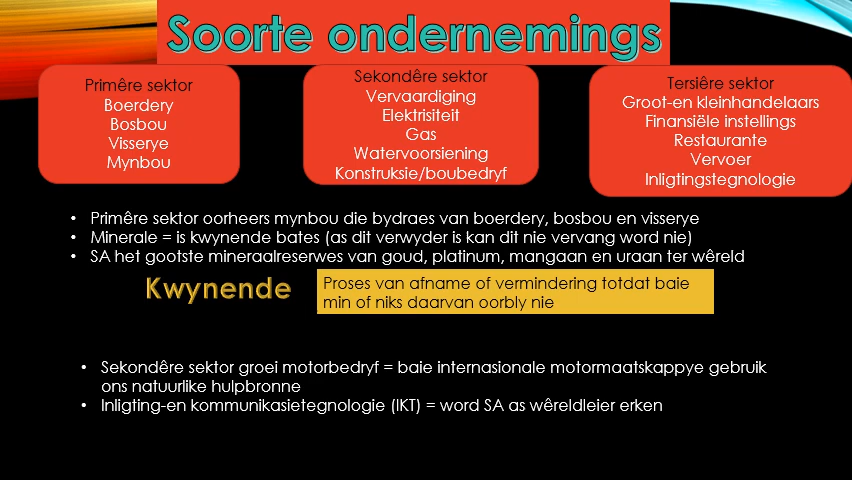 Soorte ondernemings
Primêre sektor
Boerdery
Bosbou
Visserye
Mynbou
Sekondêre sektor
Vervaardiging
Elektrisiteit
Gas
Watervoorsiening
Konstruksie/boubedryf
Tersiêre sektor
Groot-en kleinhandelaars
Finansiële instellings
Restaurante
Vervoer
Inligtingstegnologie
• Primêre sektor oorheers mynbou die bydraes van boerdery, bosbou en visserye
• Minerale = is kwynende bates (as dit verwyder is kan dit nie vervang word nie)
• SA het gootste mineraalreserwes van goud, platinum, mangaan en uraan ter wêreld
Kwynende
Proses van afname of vermindering totdat baie
min of niks daarvan oorbly nie
• Sekondêre sektor groei motorbedryf = baie internasionale motormaatskappye gebruik
ons natuurlike hulpbronne
• Inligting-en kommunikasietegnologie (IKT) = word SA as wêreldleier erken